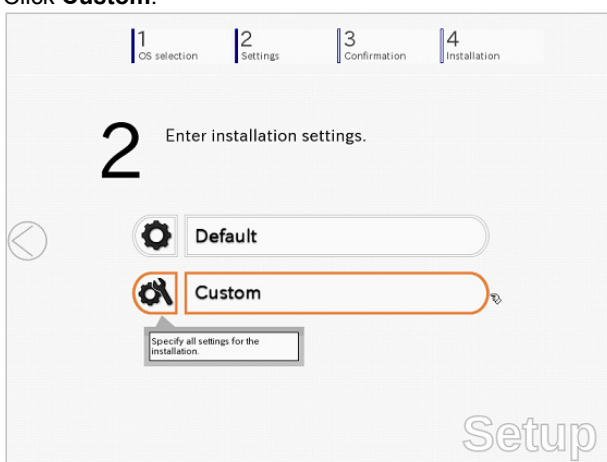 Click Custom.
1
OS selection
2
Settings
3
Confirmation
4
Installation
2
Enter installation settings.
Default
Custom
Specify all settings for the
installation.
Setup